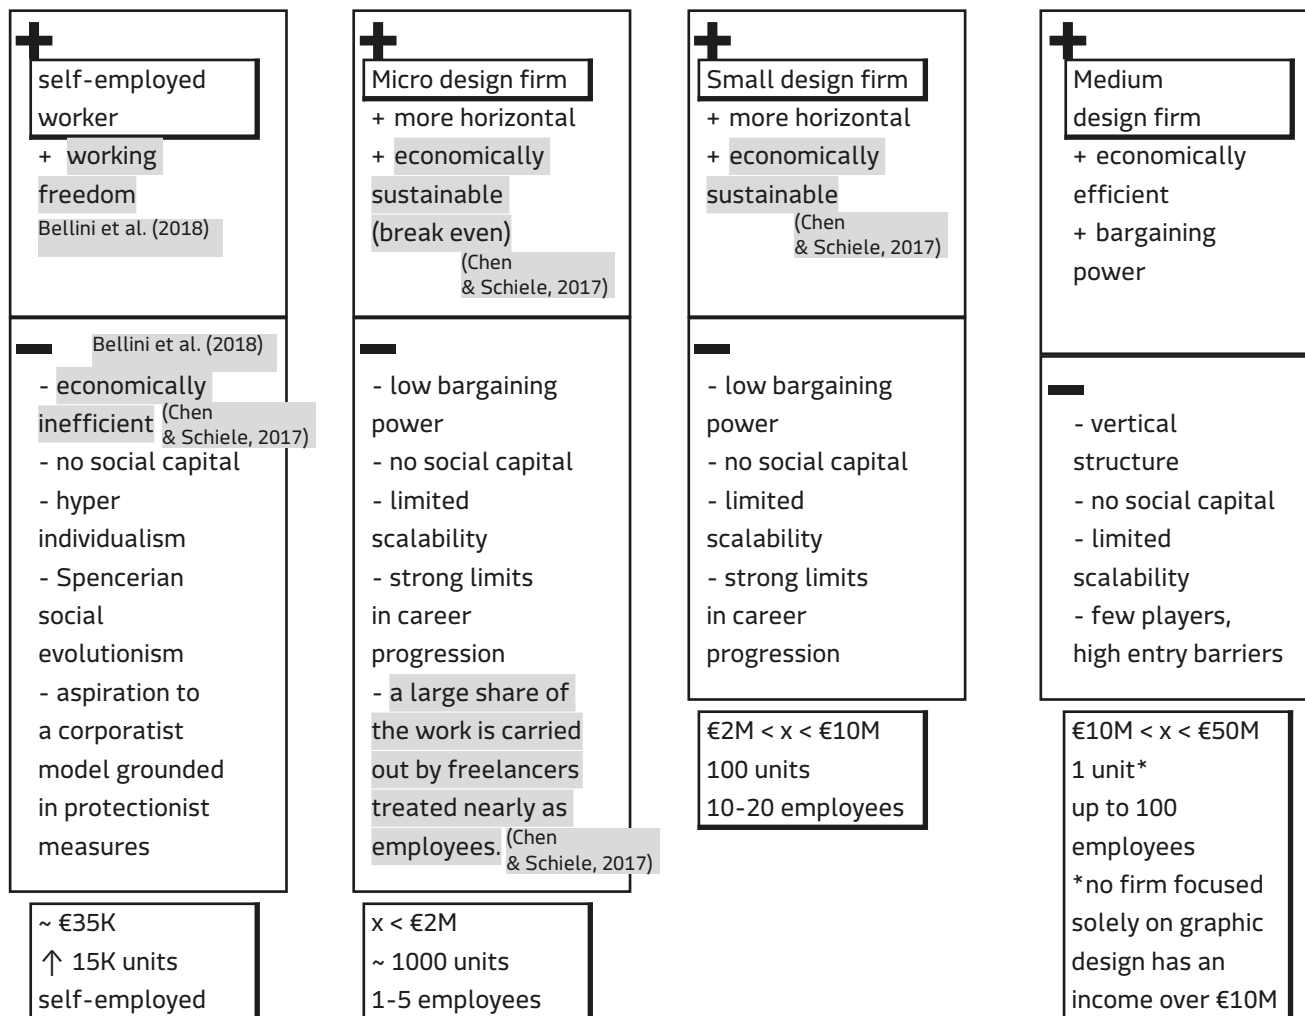 self-employed
worker
+ working
freedom
Bellini et al. (2018)
Bellini et al. (2018)
- economically
inefficient (Chen
& Schiele, 2017)
- no social capital
- hyper
individualism
- Spencerian
social
evolutionism
- aspiration to
a corporatist
model grounded
in protectionist
measures
~ €35K
↑ 15K units
self-employed
Micro design firm
+ more horizontal
+ economically
sustainable
(break even)
(Chen
& Schiele, 2017)
- low bargaining
power
- no social capital
- limited
scalability
- strong limits
in career
progression
- a large share of
the work is carried
out by freelancers
treated nearly as
employees. (Chen
& Schiele, 2017)
x < €2M
~ 1000 units
1-5 employees
Small design firm
+ more horizontal
+ economically
sustainable
(Chen
& Schiele, 2017)
- low bargaining
power
- no social capital
- limited
scalability
- strong limits
in career
progression
€2M < x < €10M
100 units
10-20 employees
Medium
design firm
+ economically
efficient
+ bargaining
power
- vertical
structure
- no social capital
- limited
scalability
- few players,
high entry barriers
€10M < x < €50M
1 unit*
up to 100
employees
*no firm focused
solely on graphic
design has an
income over €10M